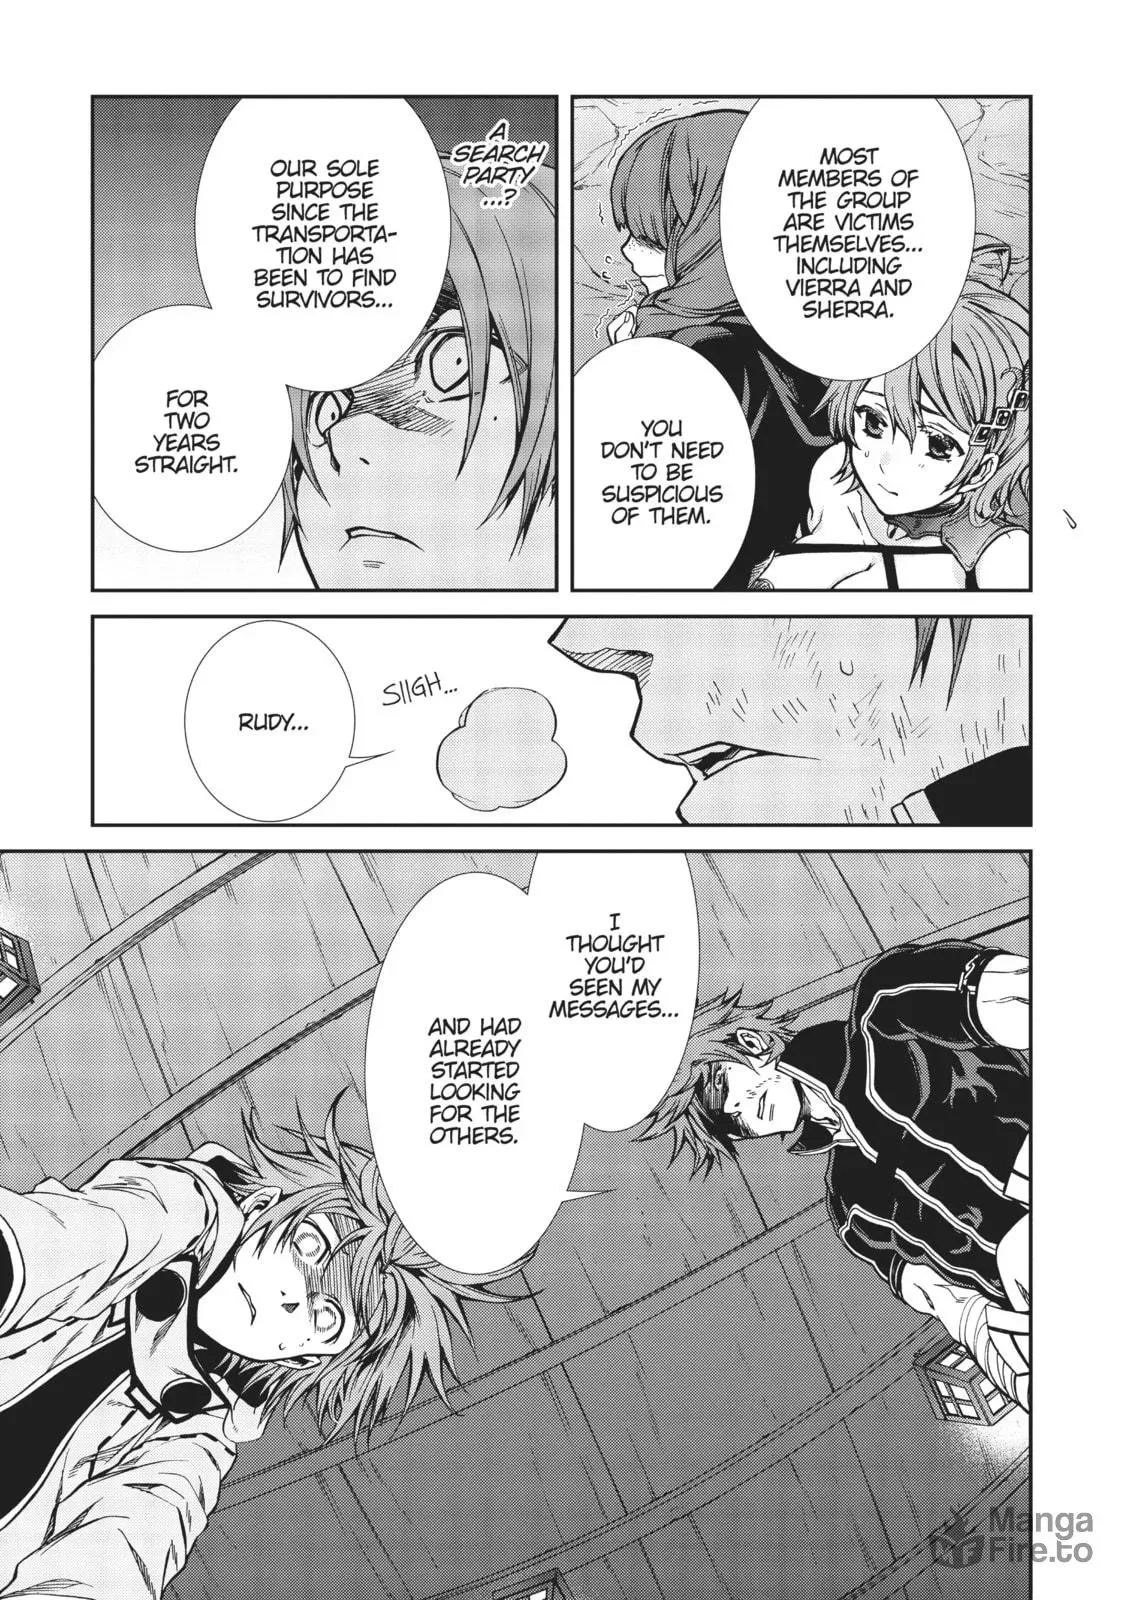 MOST
MEMBERS OF
THE GROUP
ARE VICTIMS
THEMSELVES...
INCLUDING
VIERRA AND
SHERRA.
YOU
DON'T NEED
TO BE
SUSPICIOUS
OF THEM.
A
SEARCH
PARTY
...?
OUR SOLE
PURPOSE
SINCE THE
TRANSPORTA-
TION HAS
BEEN TO FIND
SURVIVORS...
FOR
TWO
YEARS
STRAIGHT.
SIIGH...
RUDY...
I
THOUGHT
YOU'D
SEEN MY
MESSAGES...
AND HAD
ALREADY
STARTED
LOOKING
FOR THE
OTHERS.
Manga
Fire.to